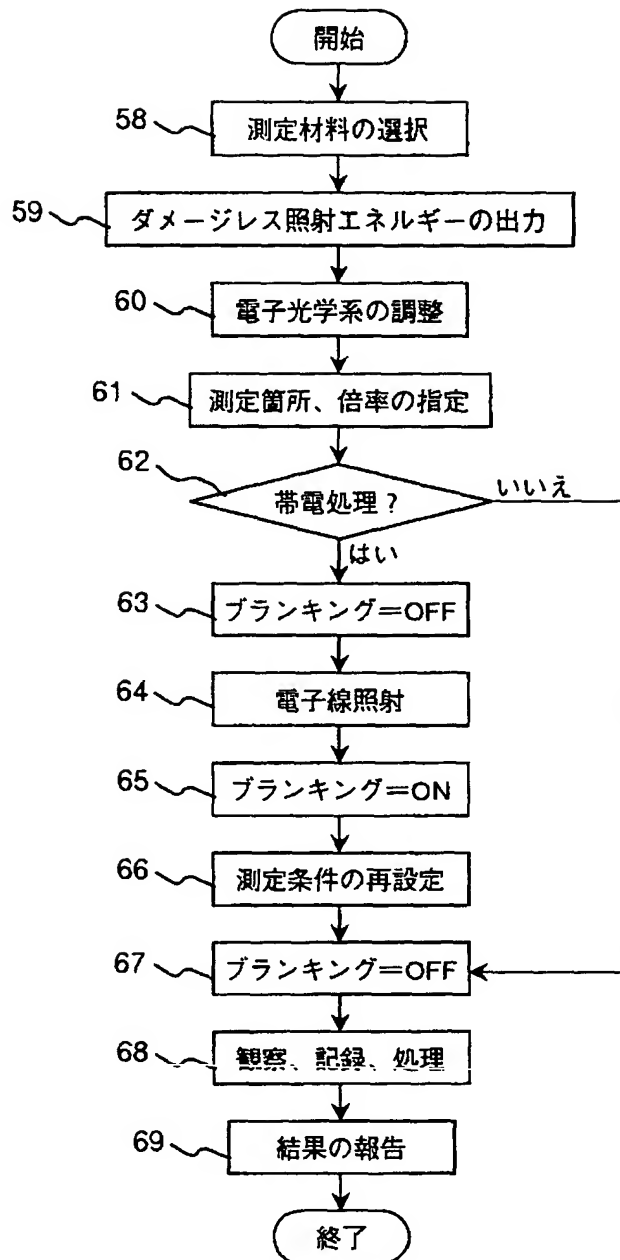 開始
58
測定材料の選択
59
ダメージレス照射エネルギーの出力
60
電子光学系の調整
61
測定箇所、倍率の指定
62
帯電処理?
いいえ
はい
63
ブランキング=OFF
64
電子線照射
65
ブランキング=ON
66
測定条件の再設定
67
ブランキング=OFF
68
観察、記録、処理
69
結果の報告
終了